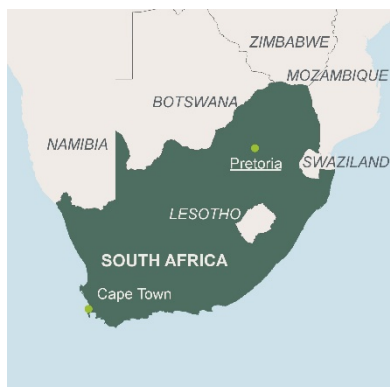 ZIMBABWE
MOZAMBIQUE
BOTSWANA
NAMIBIA
Pretoria
SWAZILAND
LESOTHO
SOUTH AFRICA
Cape Town